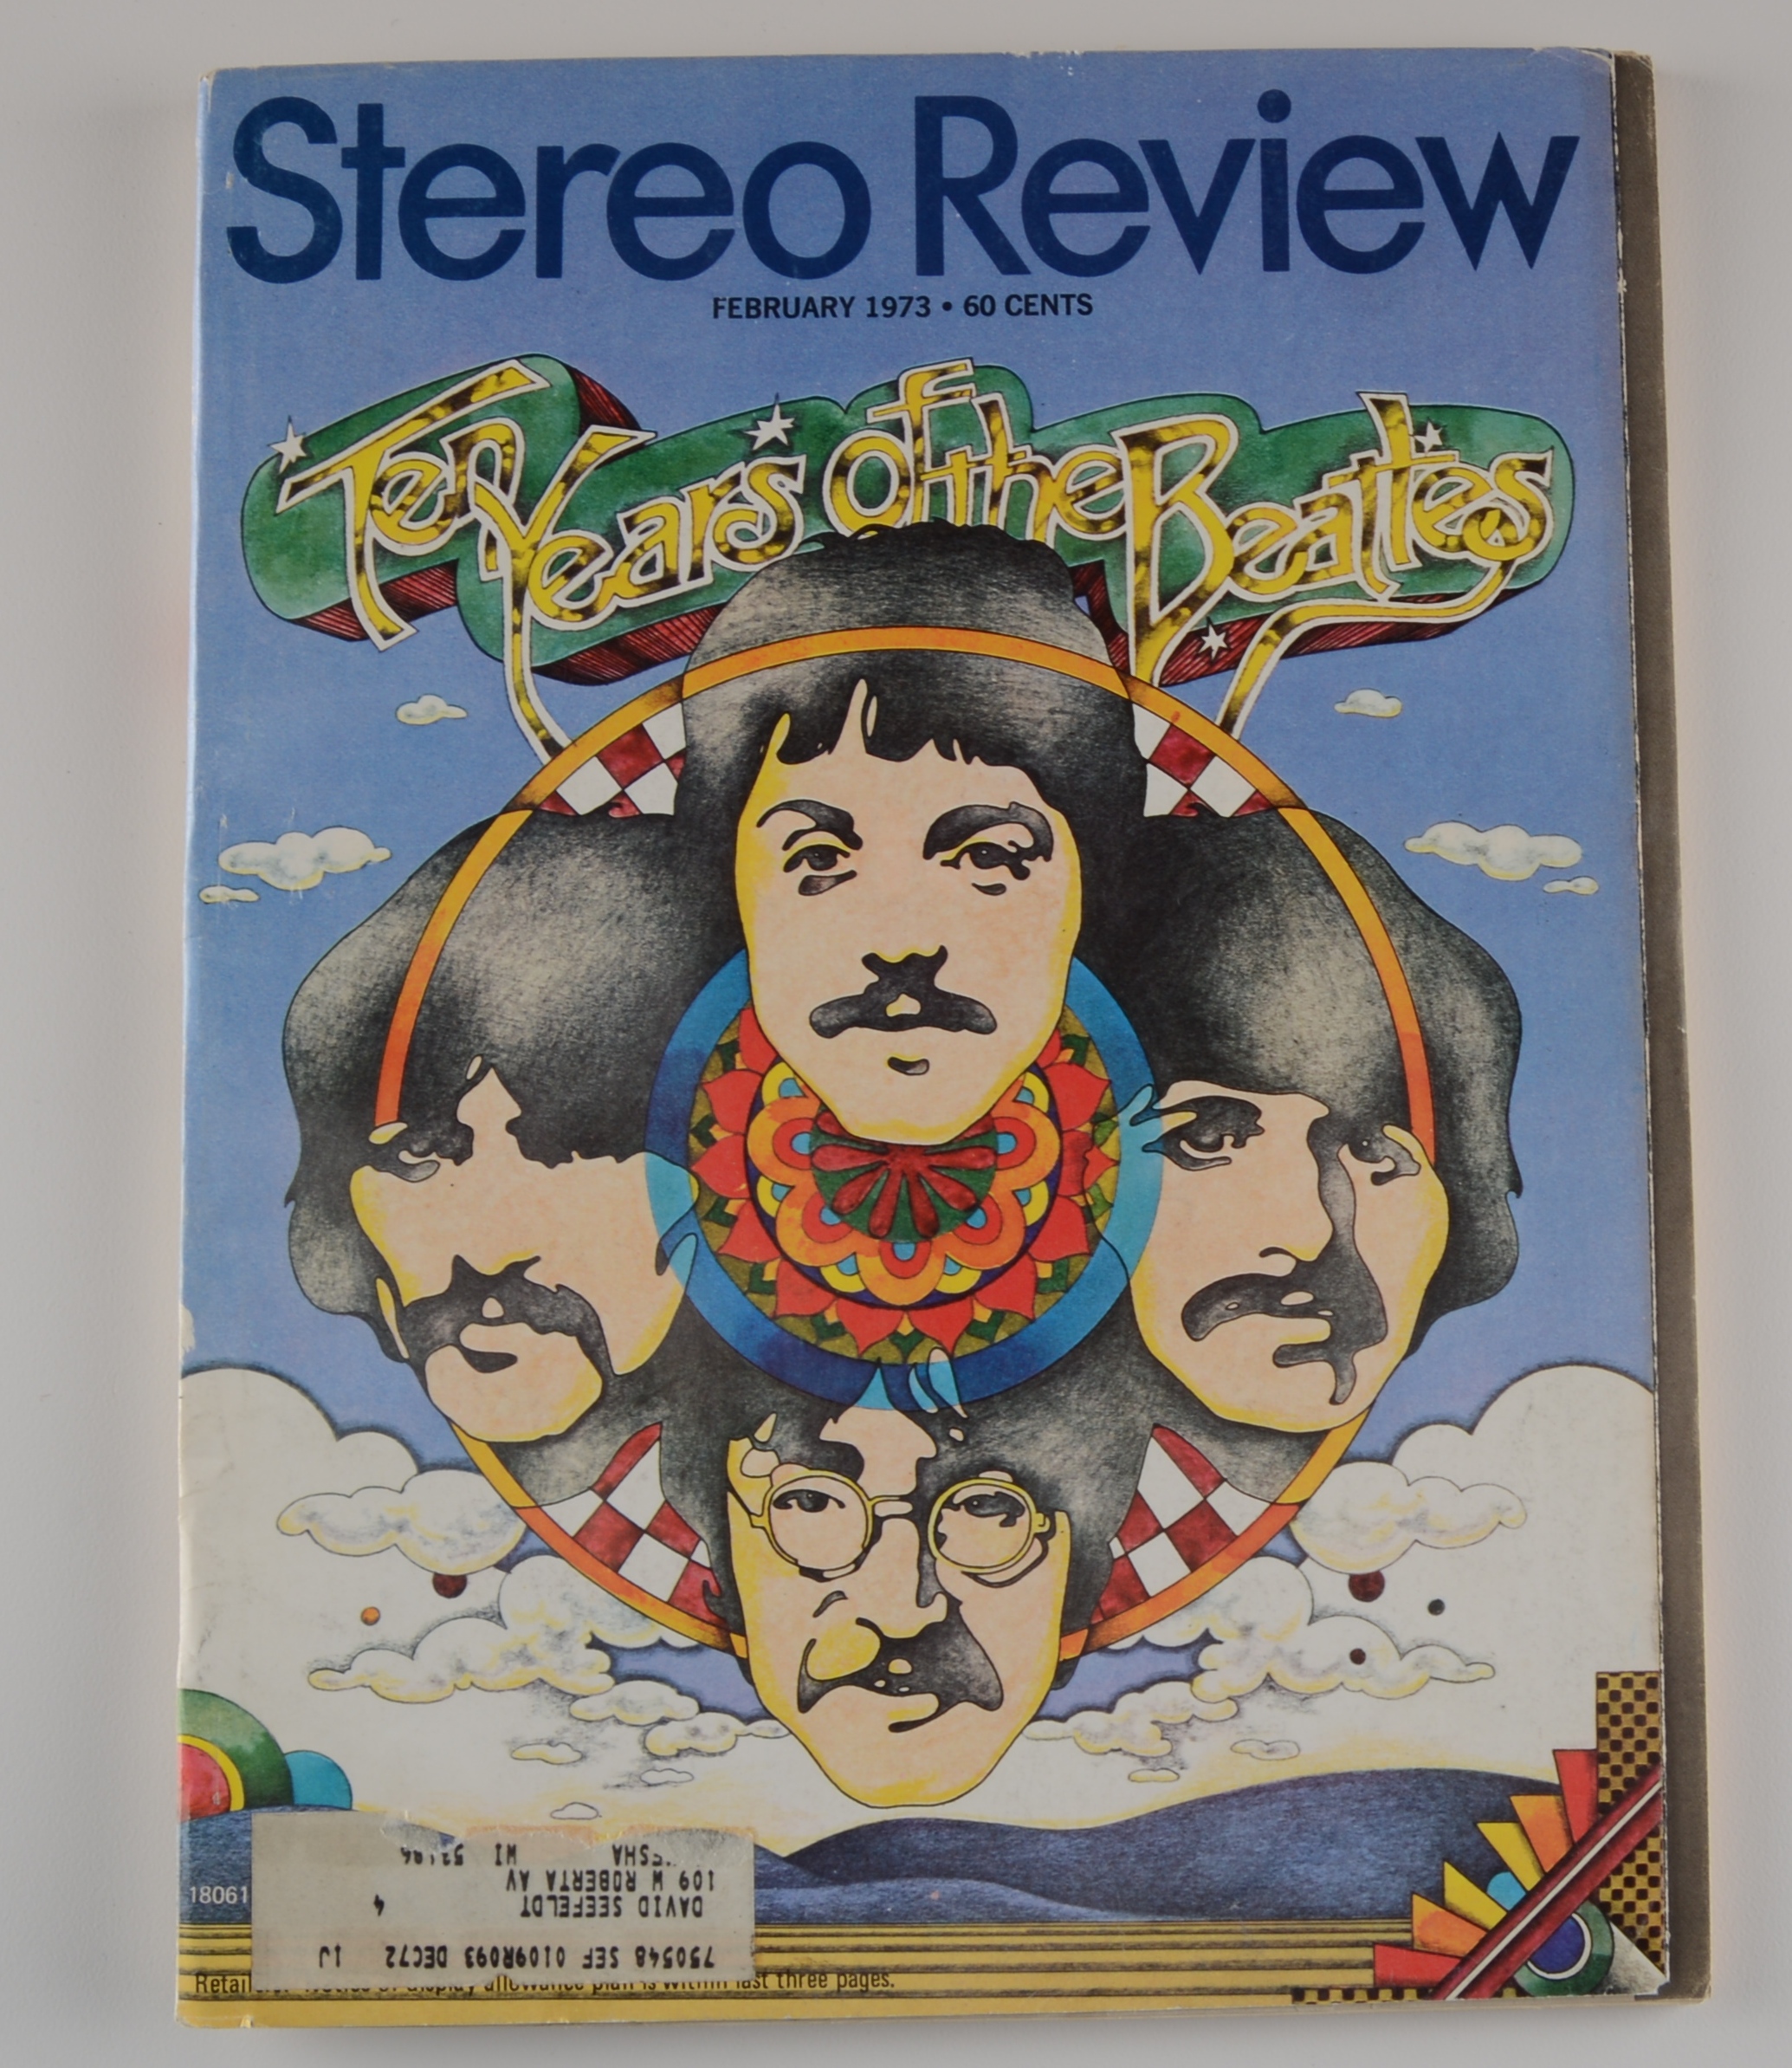 Stereo Review
FEBRUARY 1973 • 60 CENTS
Ten Years of the Beatles
18061
750548 SEF 0109R093 DEC72 1J
DAVID SEEFELDT 4
109 W ROBERTA AV
WI 53186
display allowance plan is within last three pages.